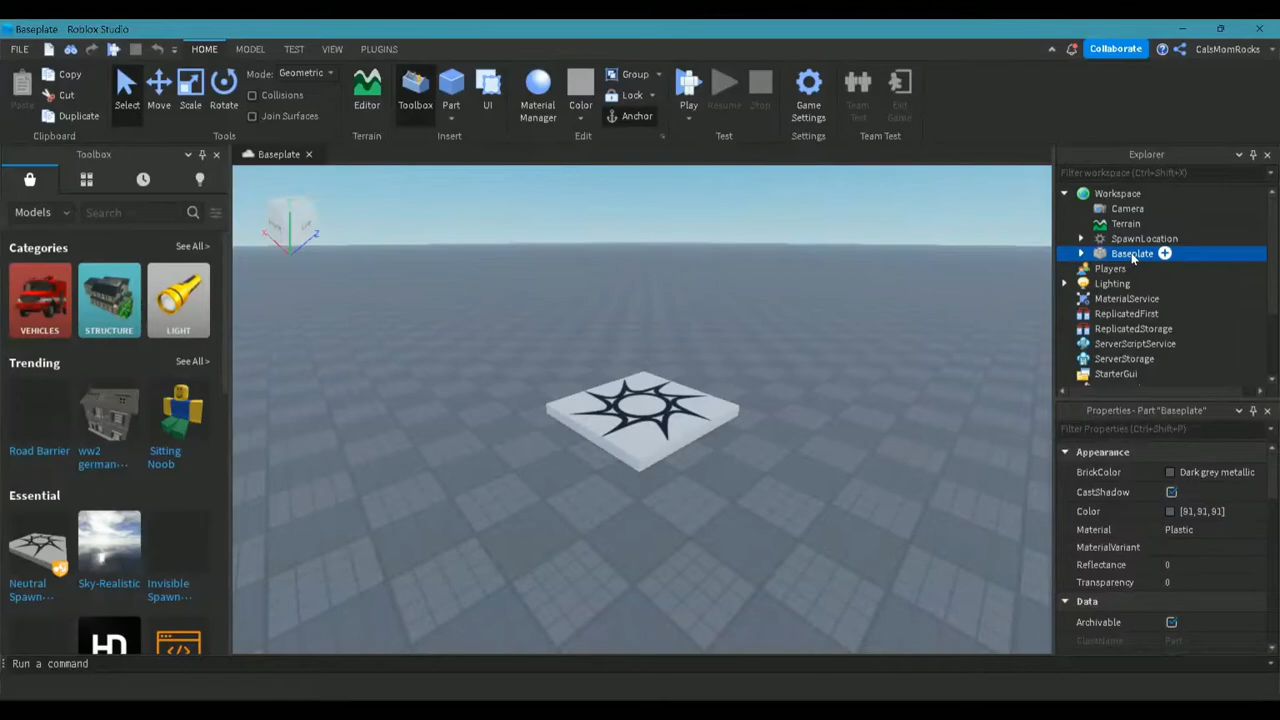 Baseplate Roblox Studio
FILE HOME MODEL TEST VIEW PLUGINS Collaborate CalsMomRocks
Paste Copy Cut Duplicate
Clipboard
Select Move Scale Rotate
Mode: Geometric
Collisions
Join Surfaces
Tools
Editor
Terrain
Toolbox Part UI
Insert
Material Manager
Color
Group
Lock
Anchor
Edit
Play Resume Stop
Test
Game Settings
Settings
Team Test
Exit Game
Team Test
Toolbox
Models Search
Categories See All >
VEHICLES STRUCTURE LIGHT
Trending See All >
Road Barrier
ww2 german-···
Sitting Noob
Essential
Neutral Spawn···
Sky-Realistic
Invisible Spawn···
HD
Baseplate
X Z
Explorer
Filter workspace (Ctrl+Shift+X)
Workspace
Camera
Terrain
SpawnLocation
Baseplate
Players
Lighting
MaterialService
ReplicatedFirst
ReplicatedStorage
ServerScriptService
ServerStorage
StarterGui
Properties - Part "Baseplate"
Filter Properties (Ctrl+Shift+P)
Appearance
BrickColor Dark grey metallic
CastShadow
Color [91,91,91]
Material Plastic
MaterialVariant
Reflectance 0
Transparency 0
Data
Archivable
ClassName Part
Run a command